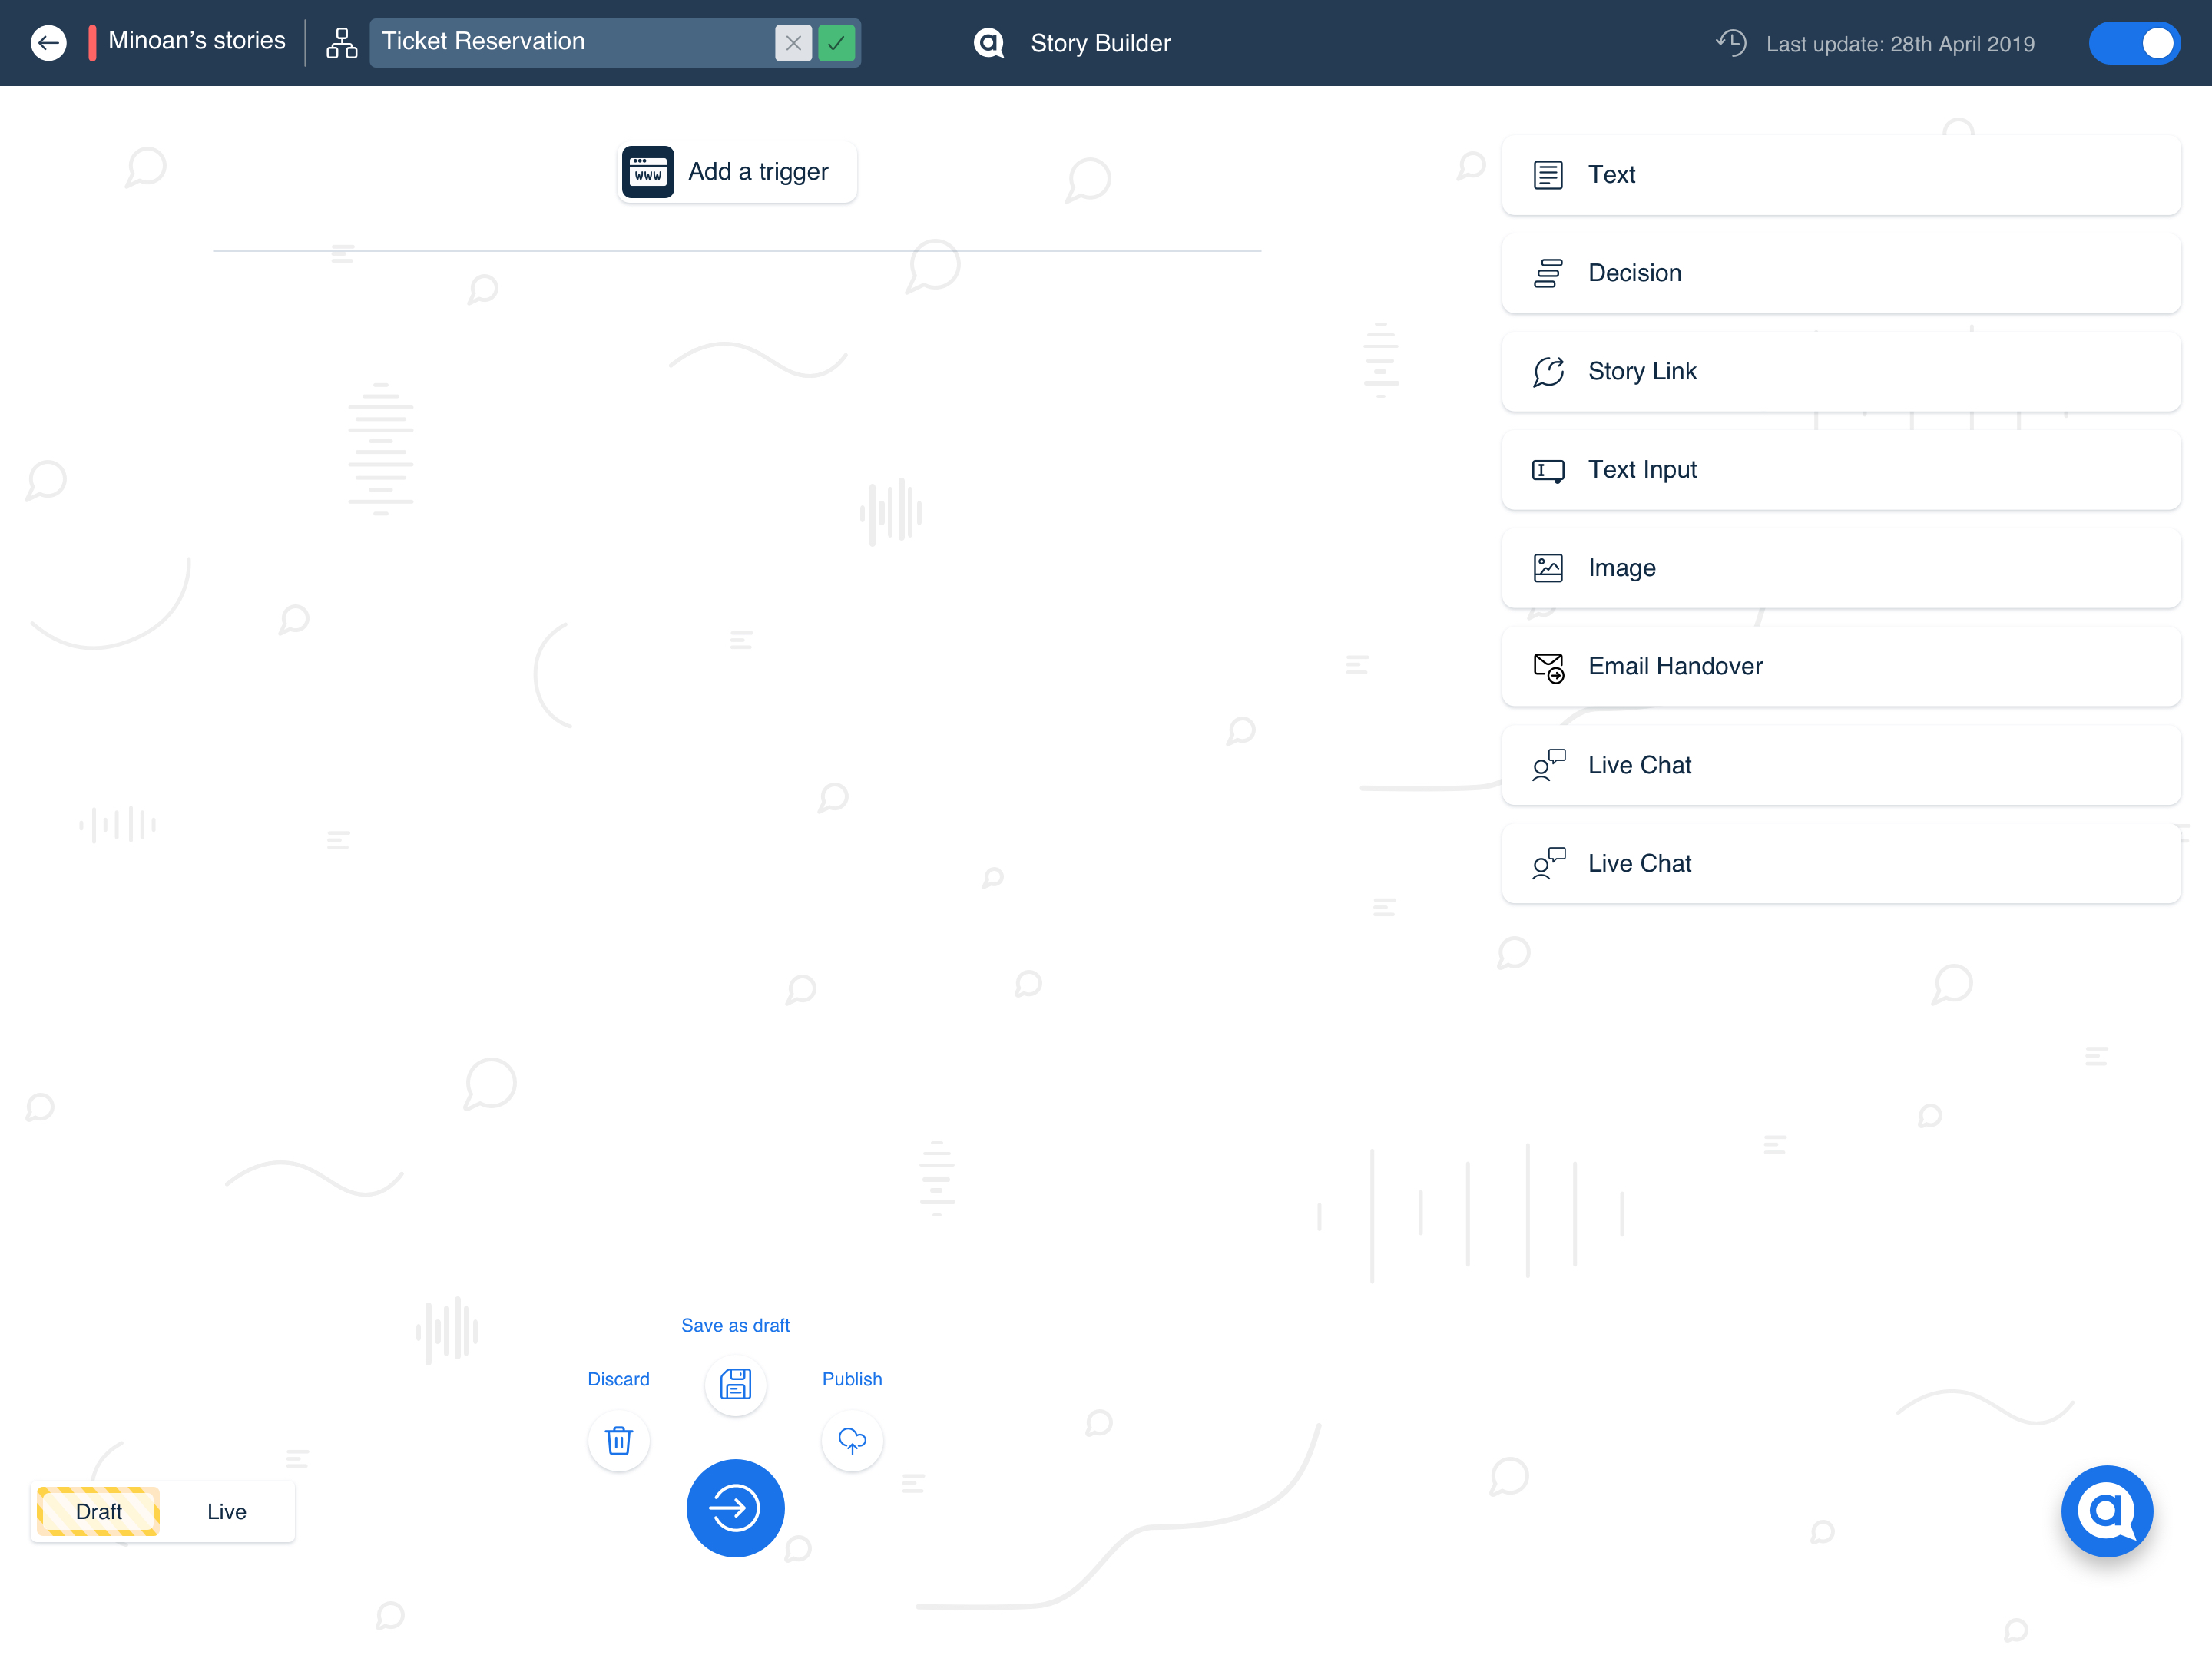 Minoan’s stories
Ticket Reservation
Story Builder
Last update: 28th April 2019
WWW
Add a trigger
Text
Decision
Story Link
Text Input
Image
Email Handover
Live Chat
Live Chat
Save as draft
Discard
Publish
Draft
Live